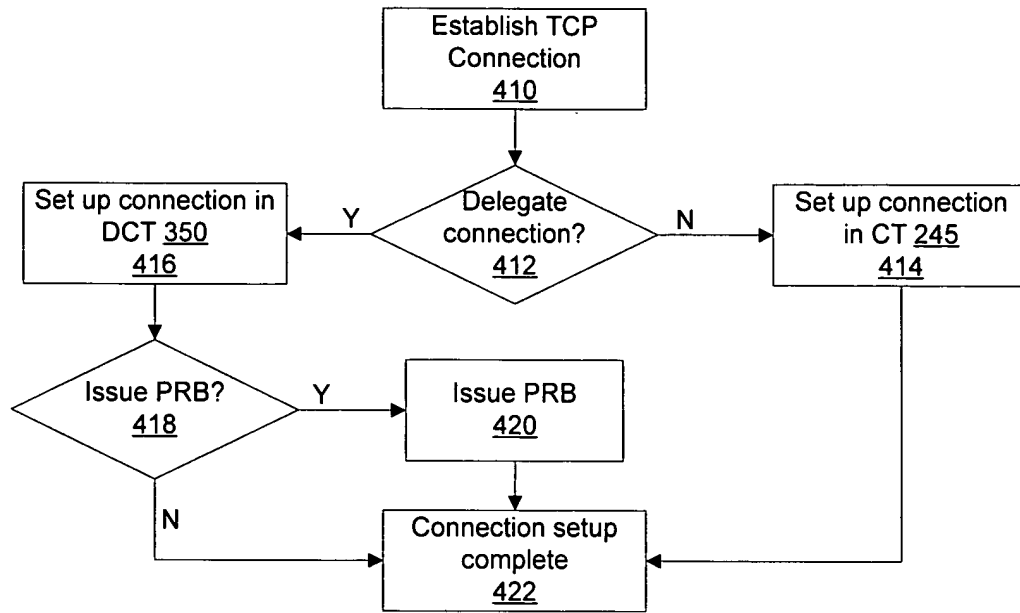 Establish TCP
Connection
410
Delegate
connection?
412
Y
N
Set up connection in
DCT 350
416
Set up connection
in CT 245
414
Issue PRB?
418
Y
N
Issue PRB
420
Connection setup
complete
422